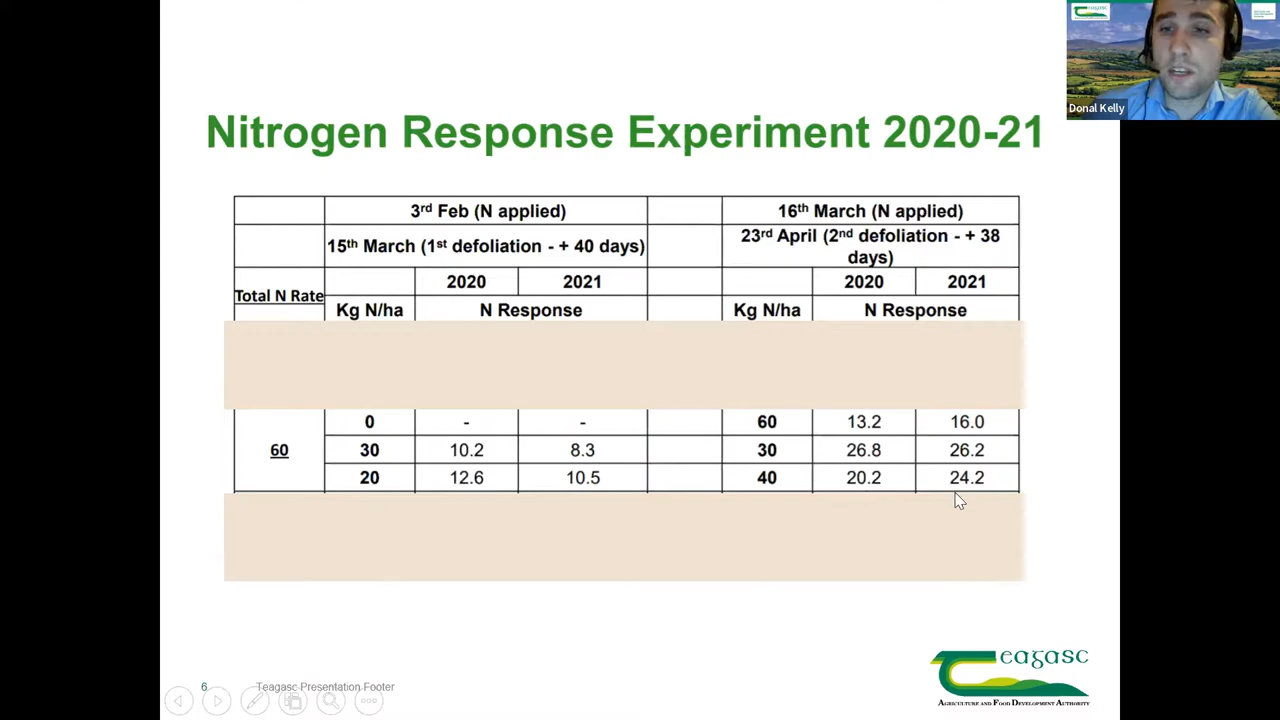 Teagasc
Donal Kelly
Nitrogen Response Experiment 2020-21
3rd Feb (N applied) 16th March (N applied)
15th March (1st defoliation - + 40 days) 23rd April (2nd defoliation - + 38 days)
2020 2021 2020 2021
Total N Rate
Kg N/ha N Response Kg N/ha N Response
0 - - 60 13.2 16.0
60 30 10.2 8.3 30 26.8 26.2
20 12.6 10.5 40 20.2 24.2
6 Teagasc Presentation Footer
Teagasc
AGRICULTURE AND FOOD DEVELOPMENT AUTHORITY